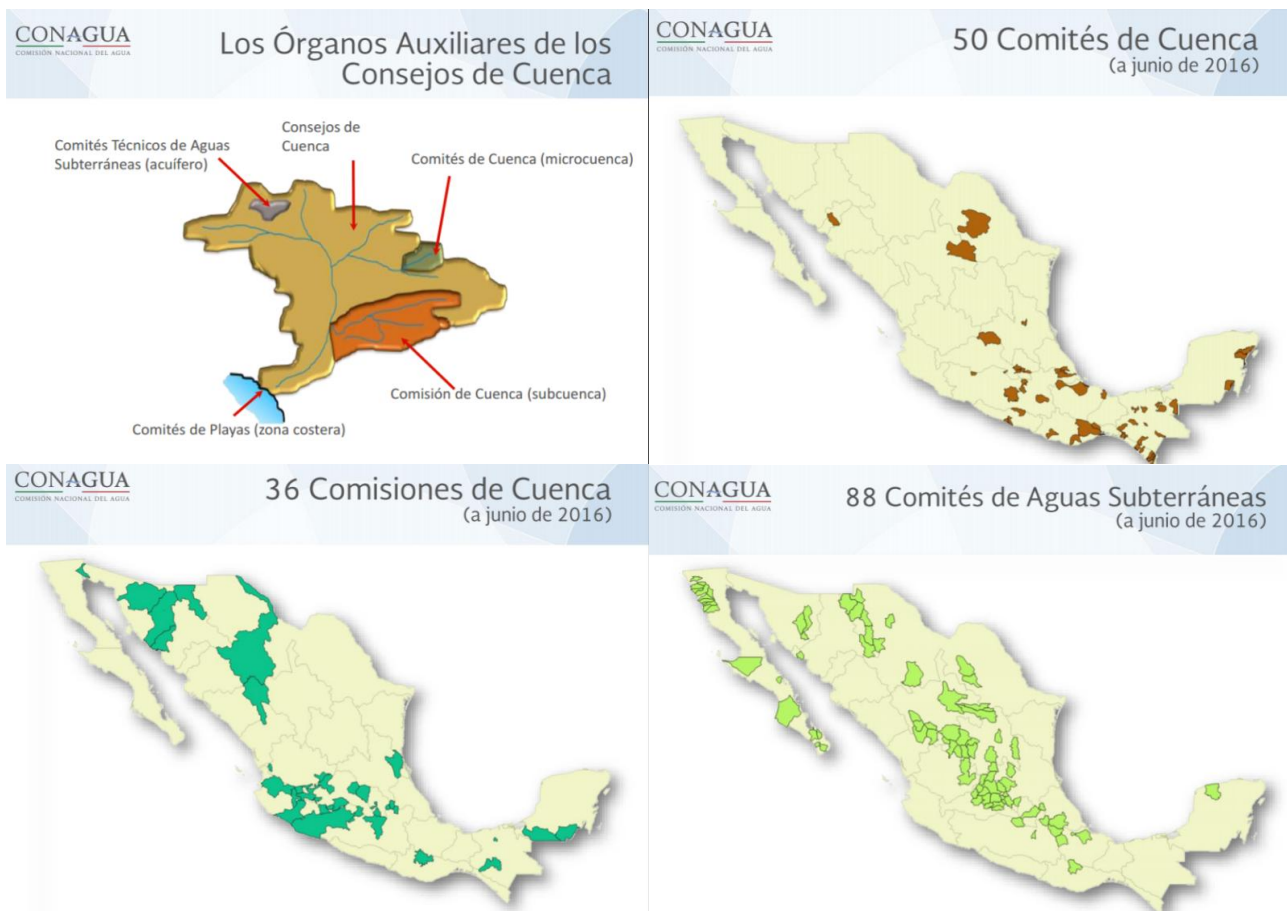 CONAGUA
COMISIÓN NACIONAL DEL AGUA
Los Órganos Auxiliares de los
Consejos de Cuenca
Comités Técnicos de Aguas
Subterráneas (acuífero)
Consejos de
Cuenca
Comités de Cuenca (microcuenca)
Comisión de Cuenca (subcuenca)
Comités de Playas (zona costera)
CONAGUA
COMISIÓN NACIONAL DEL AGUA
50 Comités de Cuenca
(a junio de 2016)
CONAGUA
COMISIÓN NACIONAL DEL AGUA
36 Comisiones de Cuenca
(a junio de 2016)
CONAGUA
COMISIÓN NACIONAL DEL AGUA
88 Comités de Aguas Subterráneas
(a junio de 2016)